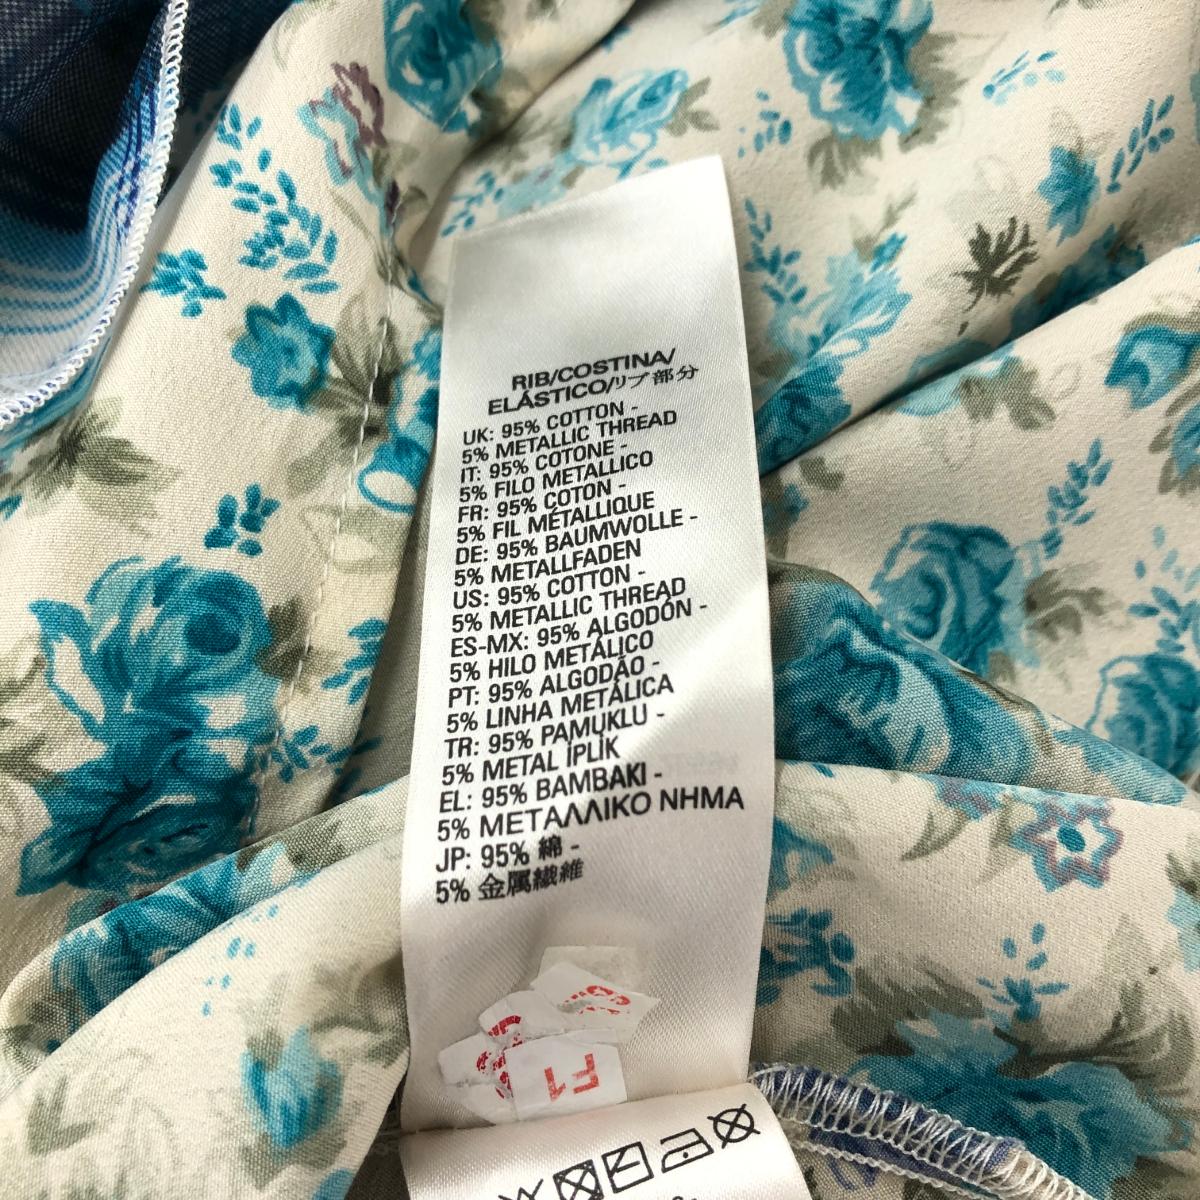 RIB/COSTINA/
ELÁSTICO/リブ部分
UK: 95% COTTON -
5% METALLIC THREAD
IT: 95% COTONE -
5% FILO METALLICO
FR: 95% COTON -
5% FIL MÉTALLIQUE
DE: 95% BAUMWOLLE -
5% METALLFADEN
US: 95% COTTON -
5% METALLIC THREAD
ES-MX: 95% ALGODÓN -
5% HILO METÁLICO
PT: 95% ALGODÃO -
5% LINHA METÁLICA
TR: 95% PAMUKLU -
5% METAL İPLİK
EL: 95% ΒΑΜΒΑΚΙ -
5% ΜΕΤΑΛΛΙΚΟ ΝΗΜΑ
JP: 95% 綿 -
5% 金属繊維
F1